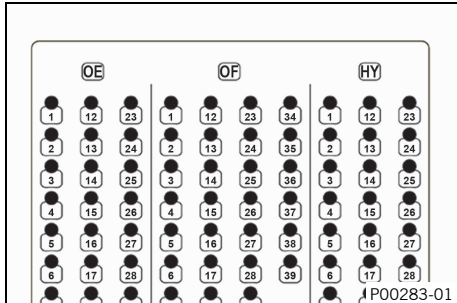 OE OF HY
1 12 23 1 12 23 34 1 12 23
2 13 24 2 13 24 35 2 13 24
3 14 25 3 14 25 36 3 14 25
4 15 26 4 15 26 37 4 15 26
5 16 27 5 16 27 38 5 16 27
6 17 28 6 17 28 39 6 17 28
P00283-01